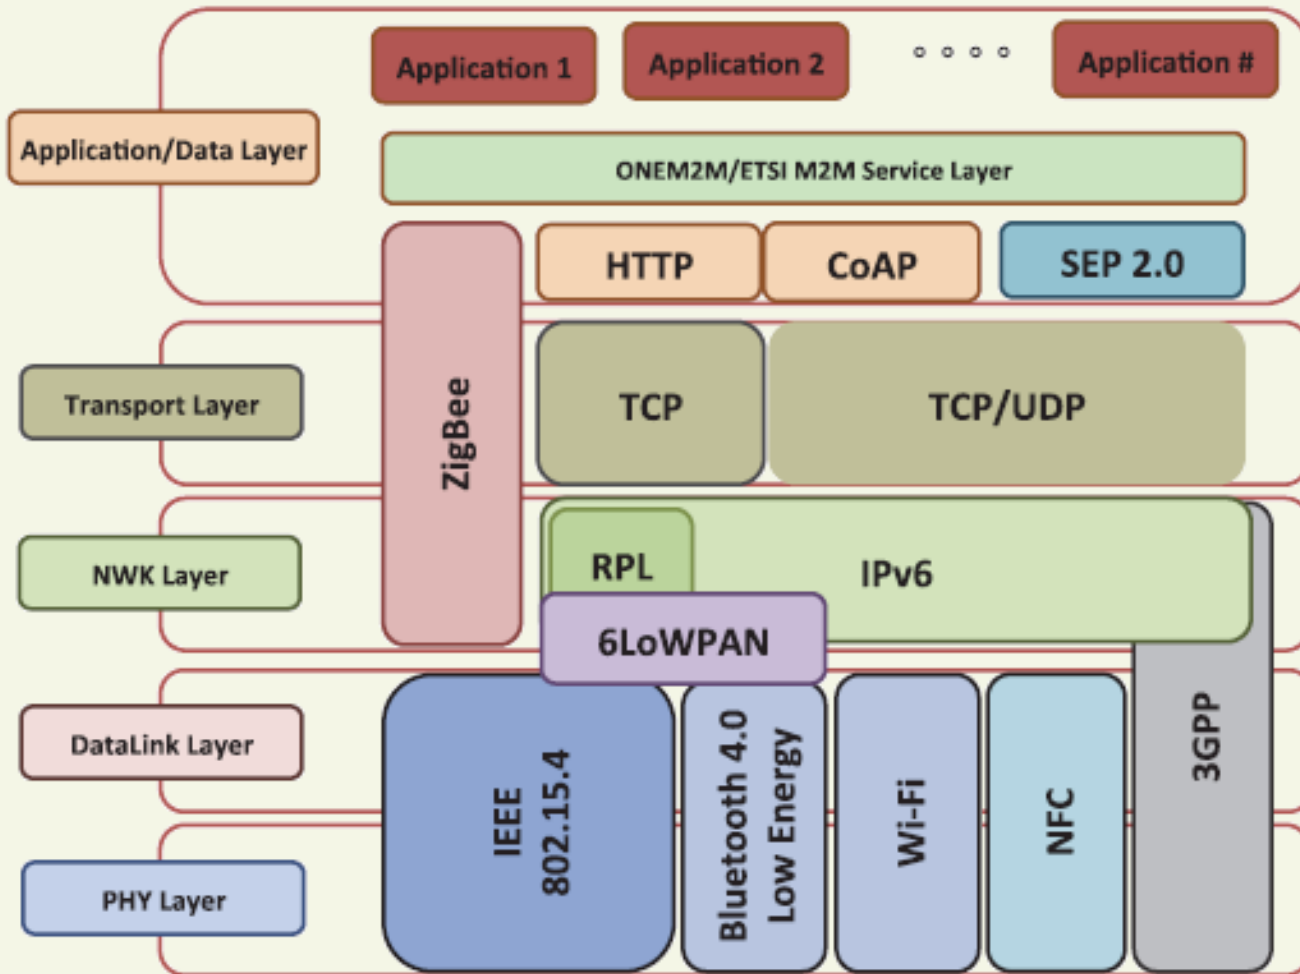 Application 1
Application 2
Application #
Application/Data Layer
ONEM2M/ETSI M2M Service Layer
HTTP
CoAP
SEP 2.0
ZigBee
Transport Layer
TCP
TCP/UDP
NWK Layer
RPL
IPv6
6LoWPAN
DataLink Layer
IEEE
802.15.4
Bluetooth 4.0
Low Energy
Wi-Fi
NFC
3GPP
PHY Layer